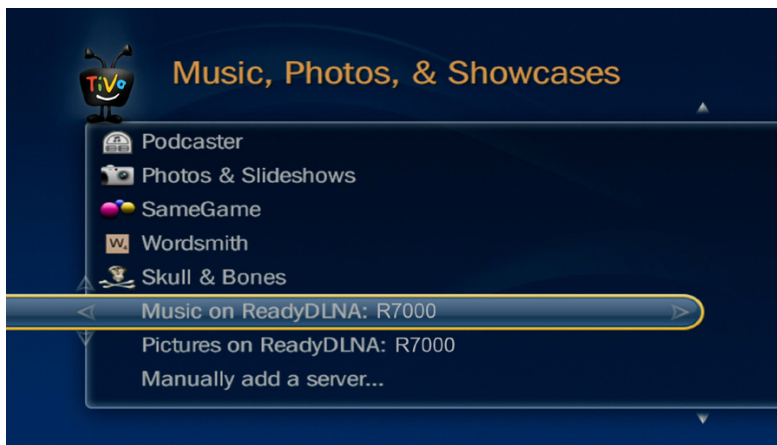 TiVo
Music, Photos, & Showcases
Podcaster
Photos & Slideshows
SameGame
W4
Wordsmith
Skull & Bones
Music on ReadyDLNA: R7000
Pictures on ReadyDLNA: R7000
Manually add a server...